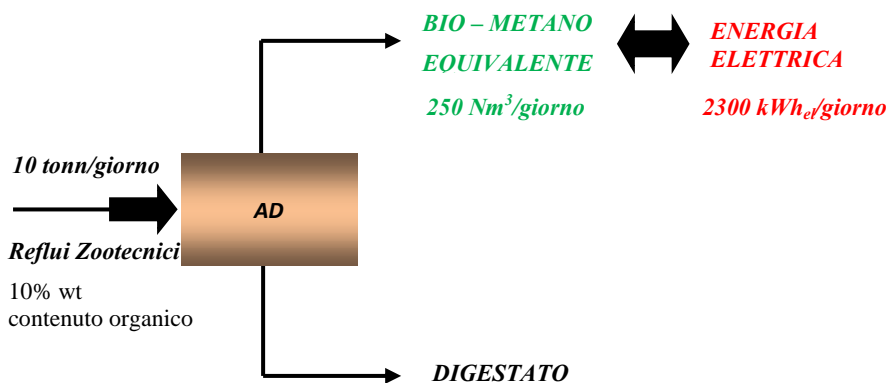 BIO – METANO
EQUIVALENTE
250 Nm³/giorno
ENERGIA
ELETTRICA
2300 kWhel/giorno
10 tonn/giorno
AD
Reflui Zootecnici
10% wt
contenuto organico
DIGESTATO